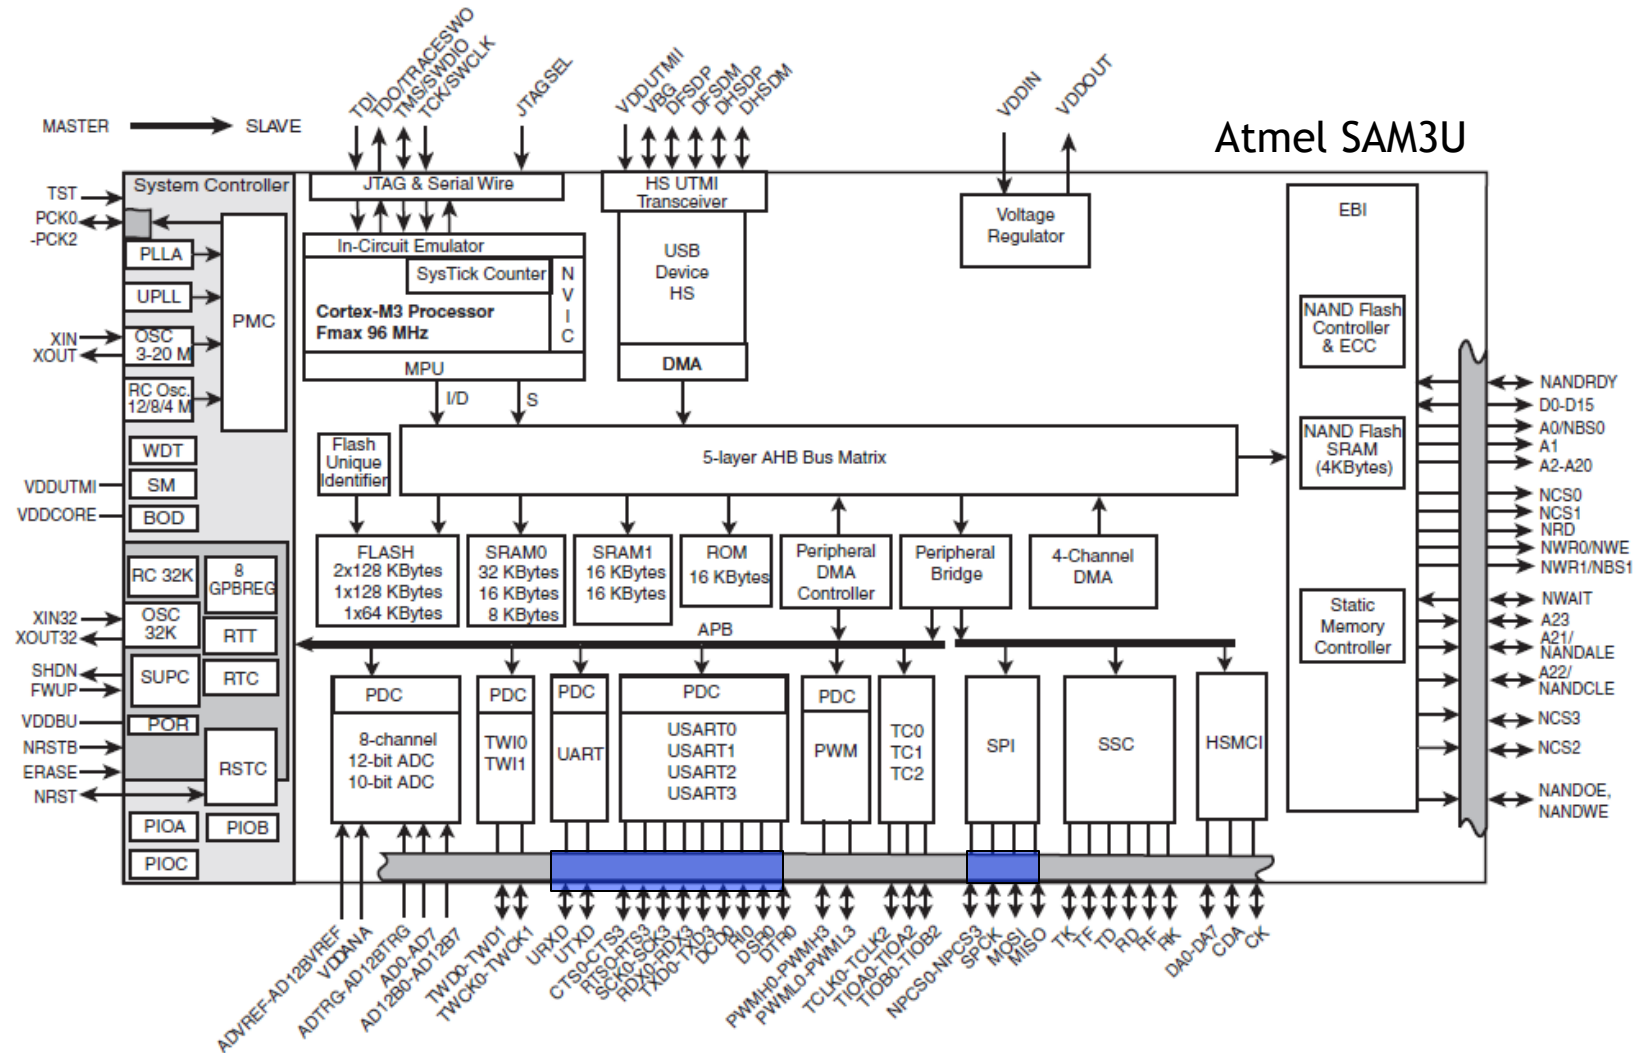 Atmel SAM3U
MASTER
SLAVE
TDI
TDO/TRACESWO
TMS/SWDIO
TCK/SWCLK
JTAGSEL
VDDUTMII
VBG
DFSDP
DFSDM
DHSDP
DHSDM
VDDIN
VDDOUT
TST
PCK0
-PCK2
XIN
XOUT
VDDUTMI
VDDCORE
XIN32
XOUT32
SHDN
FWUP
VDDBU
NRSTB
ERASE
NRST
System Controller
PLLA
UPLL
OSC
3-20 M
RC Osc.
12/8/4 M
PMC
WDT
SM
BOD
RC 32K
8
GPBREG
OSC
32K
RTT
SUPC
RTC
POR
RSTC
PIOA
PIOB
PIOC
JTAG & Serial Wire
In-Circuit Emulator
SysTick Counter
N
V
I
C
Cortex-M3 Processor
Fmax 96 MHz
MPU
I/D
S
HS UTMI
Transceiver
USB
Device
HS
DMA
Voltage
Regulator
EBI
NAND Flash
Controller
& ECC
NAND Flash
SRAM
(4KBytes)
Static
Memory
Controller
Flash
Unique
Identifier
5-layer AHB Bus Matrix
FLASH
2x128 KBytes
1x128 KBytes
1x64 KBytes
SRAM0
32 KBytes
16 KBytes
8 KBytes
SRAM1
16 KBytes
16 KBytes
ROM
16 KBytes
Peripheral
DMA
Controller
Peripheral
Bridge
4-Channel
DMA
APB
PDC
8-channel
12-bit ADC
10-bit ADC
PDC
TWI0
TWI1
PDC
UART
PDC
USART0
USART1
USART2
USART3
PDC
PWM
TC0
TC1
TC2
SPI
SSC
HSMCI
NANDRDY
D0-D15
A0/NBS0
A1
A2-A20
NCS0
NCS1
NRD
NWR0/NWE
NWR1/NBS1
NWAIT
A23
A21/
NANDALE
A22/
NANDCLE
NCS3
NCS2
NANDOE,
NANDWE
ADVREF-AD12BVREF
VDDANA
ADTRG-AD12BTRG
AD0-AD7
AD12B0-AD12B7
TWD0-TWD1
TWCK0-TWCK1
URXD
UTXD
CTS0-CTS3
RTS0-RTS3
SCK0-SCK3
RDX0-RDX3
TXD0-TXD3
DCD0
RI0
DSR0
DTR0
PWMH0-PWMH3
PWML0-PWML3
TCLK0-TCLK2
TIOA0-TIOA2
TIOB0-TIOB2
NPCS0-NPCS3
SPCK
MOSI
MISO
TK
TF
TD
RD
RF
RK
DA0-DA7
CDA
CK